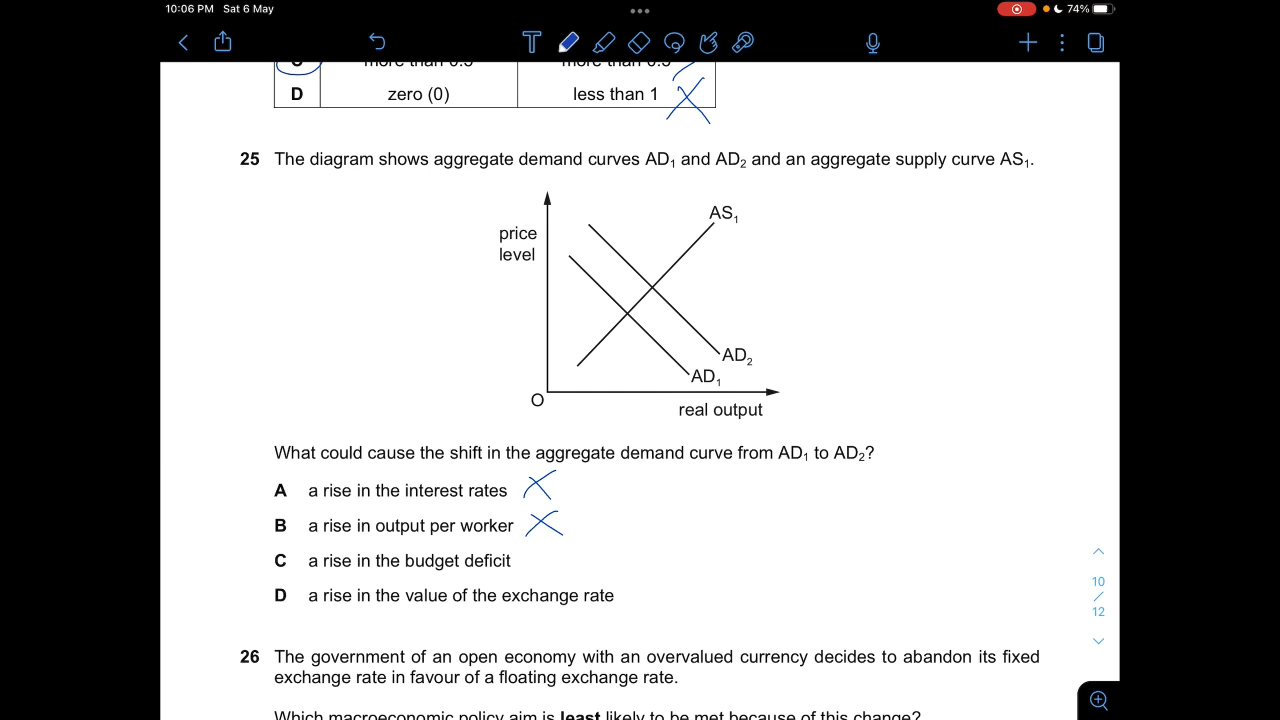 10:06 PM Sat 6 May
74%
D zero (0) less than 1
25 The diagram shows aggregate demand curves AD1 and AD2 and an aggregate supply curve AS1.
AS1
price
level
AD2
AD1
O
real output
What could cause the shift in the aggregate demand curve from AD1 to AD2?
A a rise in the interest rates
B a rise in output per worker
C a rise in the budget deficit
D a rise in the value of the exchange rate
10
/
12
26 The government of an open economy with an overvalued currency decides to abandon its fixed
exchange rate in favour of a floating exchange rate.
Which macroeconomic policy aim is least likely to be met because of this change?